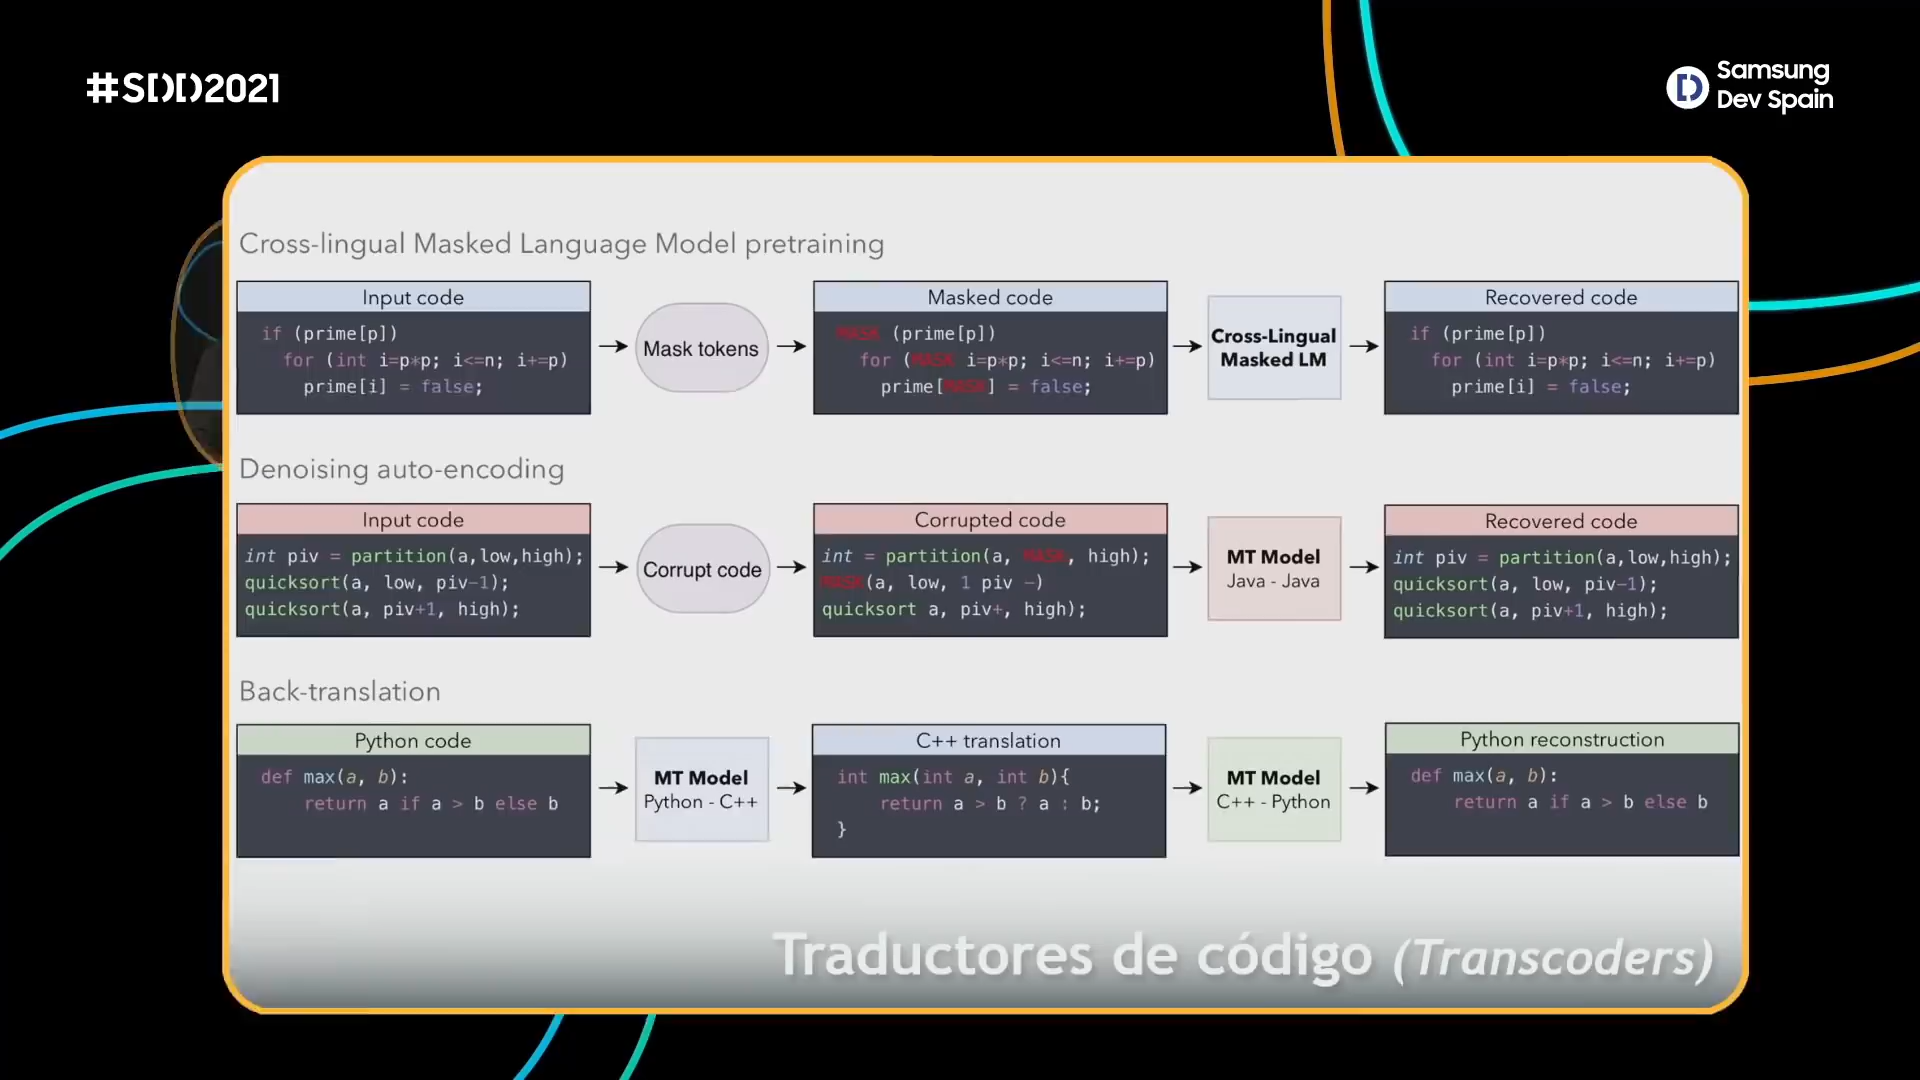 #SDD2021
Samsung
Dev Spain
Cross-lingual Masked Language Model pretraining
Input code
if (prime[p])
for (int i=p*p; i<=n; i+=p)
prime[i] = false;
Mask tokens
Masked code
MASK (prime[p])
for (MASK i=p*p; i<=n; i+=p)
prime[MASK] = false;
Cross-Lingual
Masked LM
Recovered code
if (prime[p])
for (int i=p*p; i<=n; i+=p)
prime[i] = false;
Denoising auto-encoding
Input code
int piv = partition(a,low,high);
quicksort(a, low, piv-1);
quicksort(a, piv+1, high);
Corrupt code
Corrupted code
int = partition(a, MASK, high);
MASK(a, low, 1 piv -)
quicksort a, piv+, high);
MT Model
Java - Java
Recovered code
int piv = partition(a,low,high);
quicksort(a, low, piv-1);
quicksort(a, piv+1, high);
Back-translation
Python code
def max(a, b):
return a if a > b else b
MT Model
Python - C++
C++ translation
int max(int a, int b){
return a > b ? a : b;
}
MT Model
C++ - Python
Python reconstruction
def max(a, b):
return a if a > b else b
Traductores de código (Transcoders)